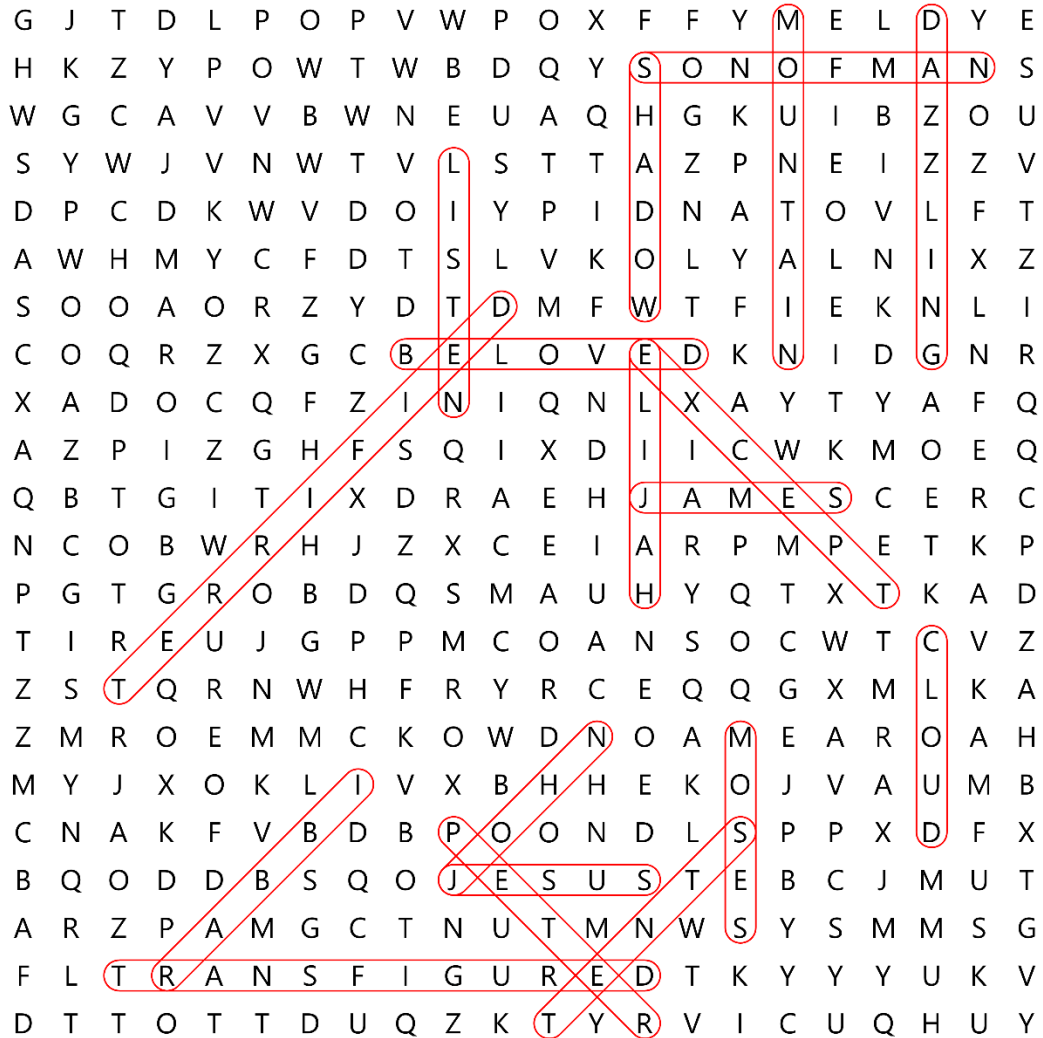 G J T D L P O P V W P O X F F Y M E L D Y E
H K Z Y P O W T W B D Q Y S O N O F M A N S
W G C A V V B W N E U A Q H G K U I B Z O U
S Y W J V N W T V L S T T A Z P N E I Z Z V
D P C D K W V D O I Y P I D N A T O V L F T
A W H M Y C F D T S L V K O L Y A L N I X Z
S O O A O R Z Y D T D M F W T F I E K N L I
C O Q R Z X G C B E L O V E D K N I D G N R
X A D O C Q F Z I N I Q N L X A Y T Y A F Q
A Z P I Z G H F S Q I X D I I C W K M O E Q
Q B T G I T I X D R A E H J A M E S C E R C
N C O B W R H J Z X C E I A R P M P E T K P
P G T G R O B D Q S M A U H Y Q T X T K A D
T I R E U J G P P M C O A N S O C W T C V Z
Z S T Q R N W H F R Y R C E Q Q G X M L K A
Z M R O E M M C K O W D N O A M E A R O A H
M Y J X O K L I V X B H H E K O J V A U M B
C N A K F V B D B P O O N D L S P P X D F X
B Q O D D B S Q O J E S U S T E B C J M U T
A R Z P A M G C T N U T M N W S Y S M M S G
F L T R A N S F I G U R E D T K Y Y Y U K V
D T T O T T D U Q Z K T Y R V I C U Q H U Y